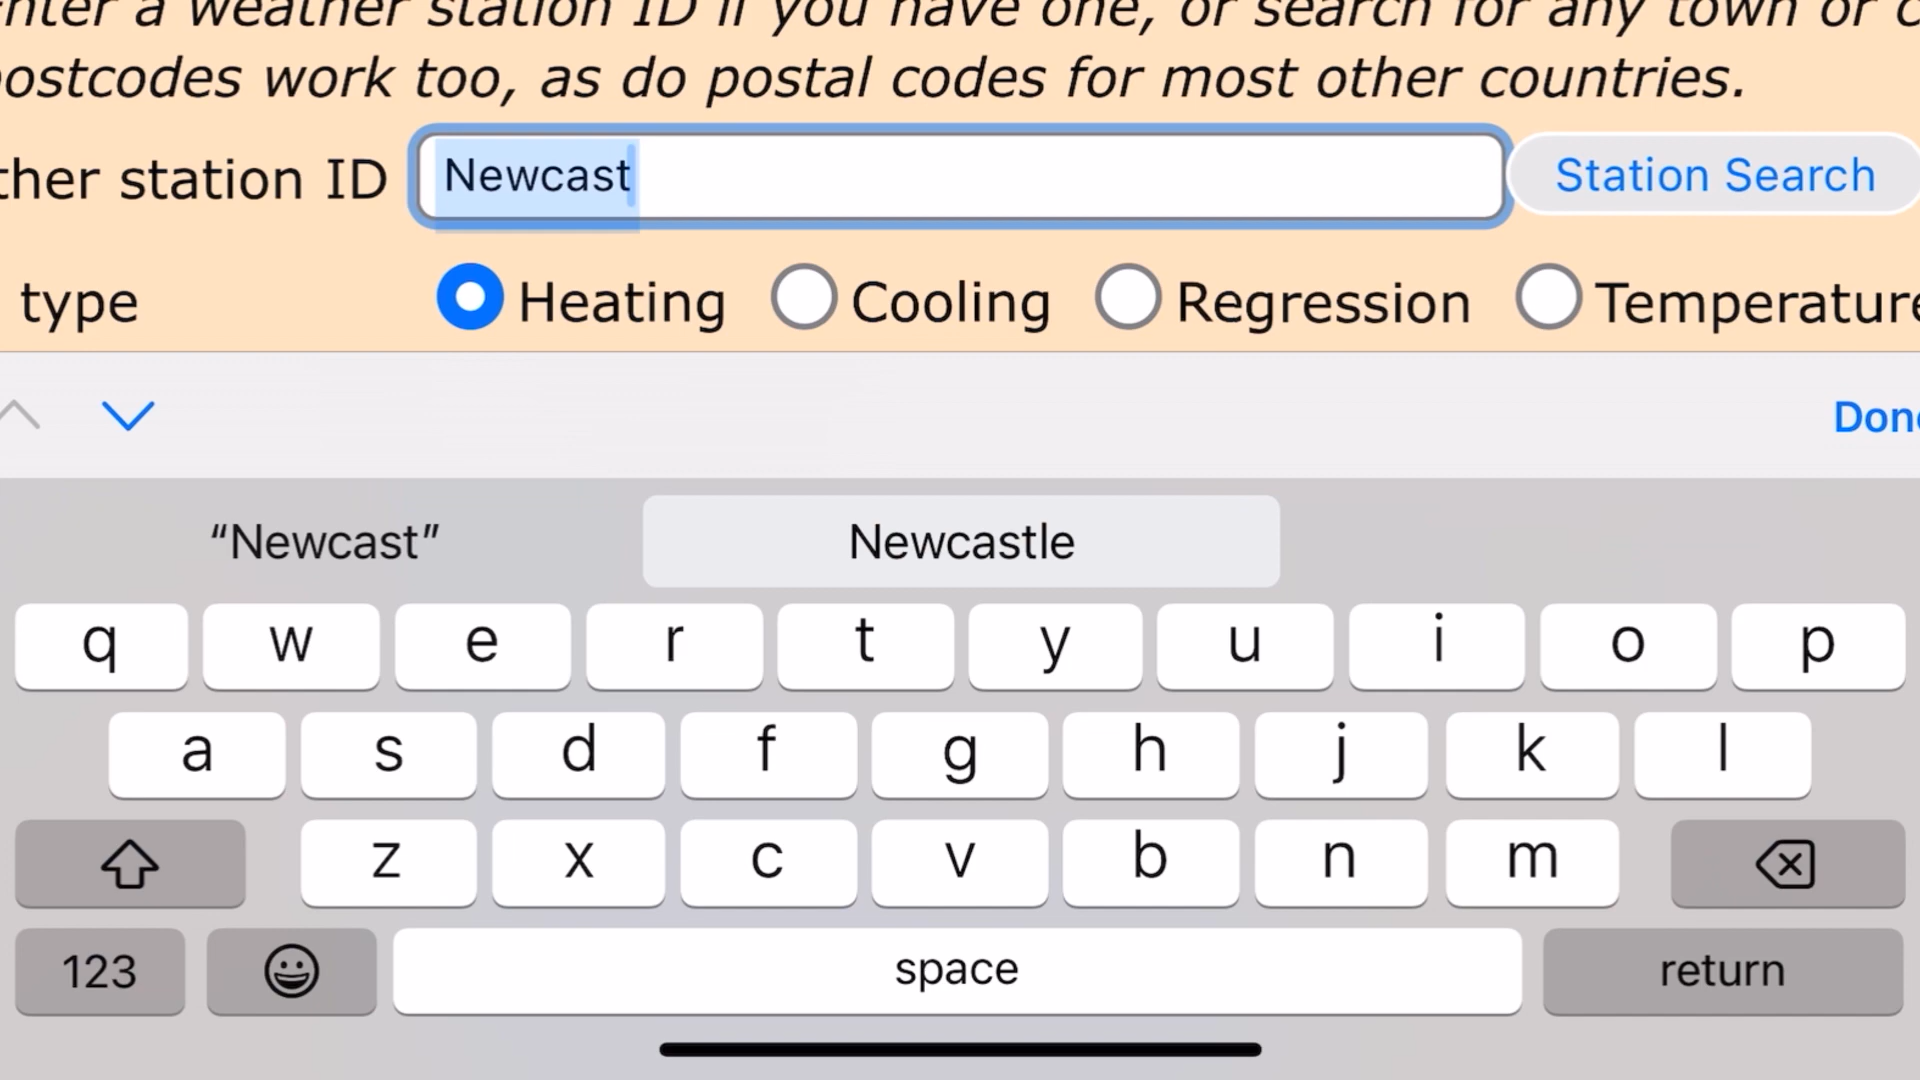 nter a weather station ID if you have one, or search for any town or c
ostcodes work too, as do postal codes for most other countries.
ther station ID Newcast Station Search
type Heating Cooling Regression Temperature
Done
“Newcast” Newcastle
q w e r t y u i o p
a s d f g h j k l
z x c v b n m
123 space return